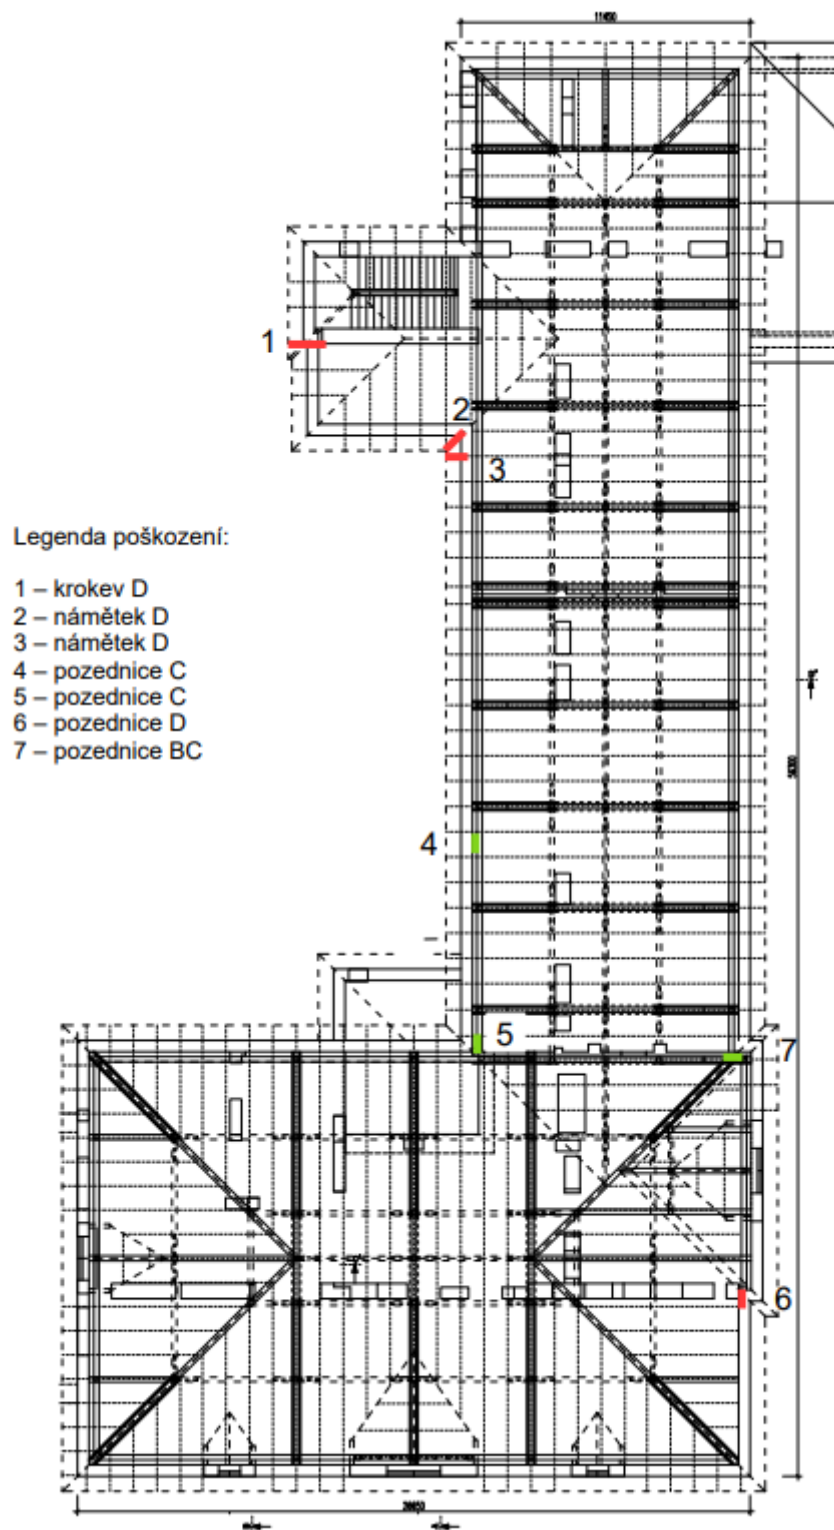 11450
1
2
3
Legenda poškození:
1 – krokev D
2 – námětek D
3 – námětek D
4 – pozednice C
5 – pozednice C
6 – pozednice D
7 – pozednice BC
4
5
7
6